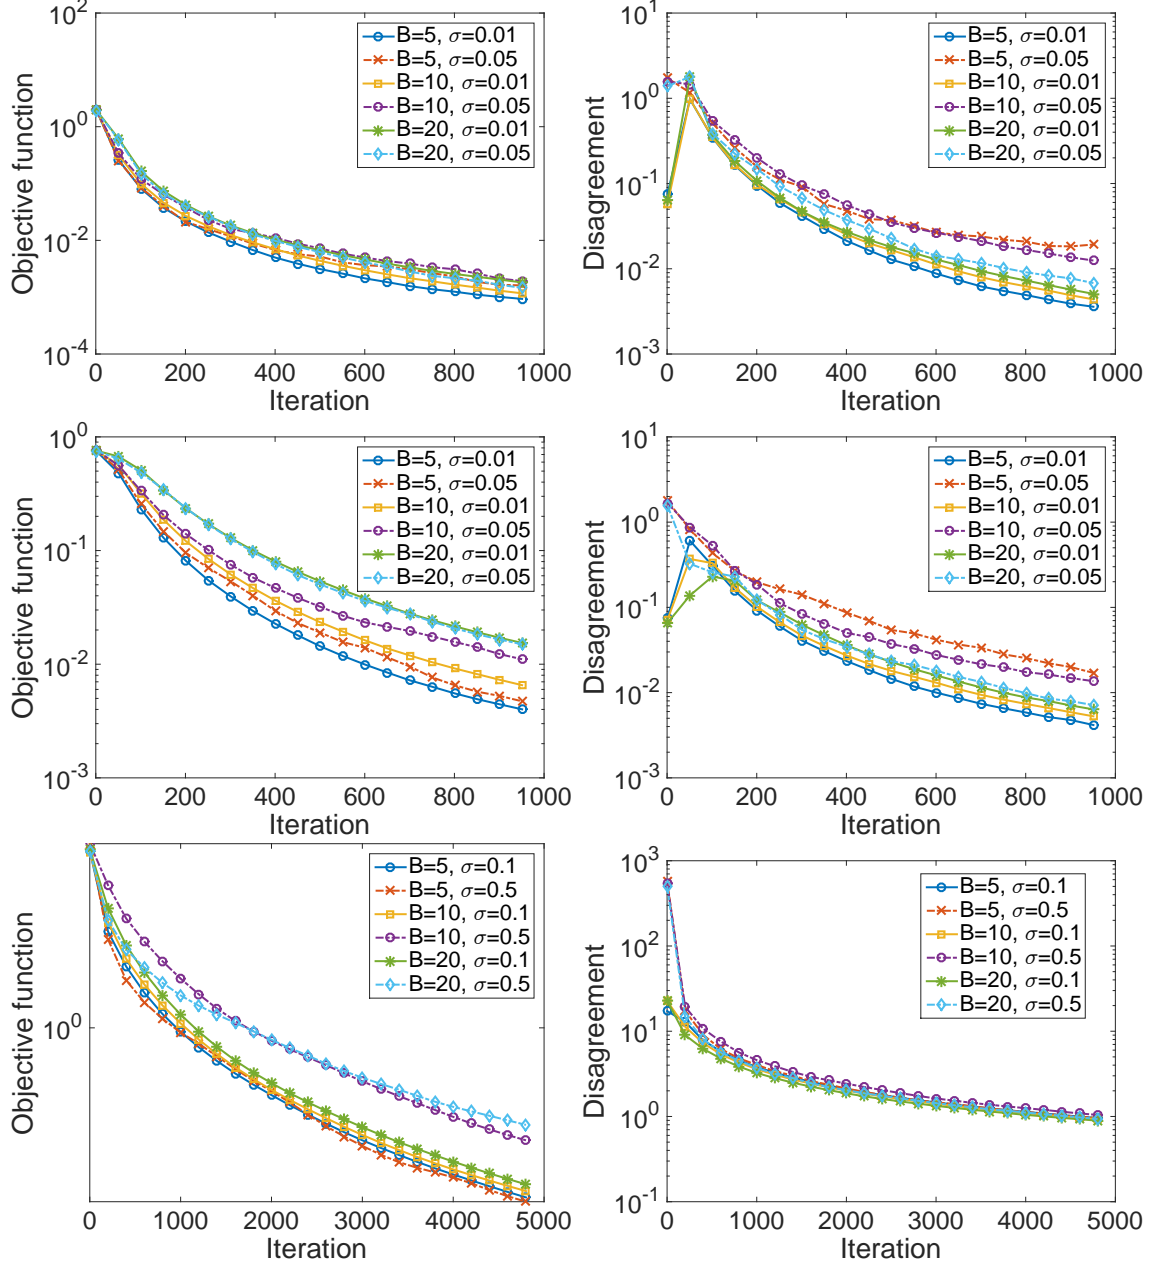 10^2
10^0
10^-2
10^-4
Objective function
0 200 400 600 800 1000
Iteration
B=5, σ=0.01
B=5, σ=0.05
B=10, σ=0.01
B=10, σ=0.05
B=20, σ=0.01
B=20, σ=0.05
10^1
10^0
10^-1
10^-2
10^-3
Disagreement
0 200 400 600 800 1000
Iteration
B=5, σ=0.01
B=5, σ=0.05
B=10, σ=0.01
B=10, σ=0.05
B=20, σ=0.01
B=20, σ=0.05
10^0
10^-1
10^-2
10^-3
Objective function
0 200 400 600 800 1000
Iteration
B=5, σ=0.01
B=5, σ=0.05
B=10, σ=0.01
B=10, σ=0.05
B=20, σ=0.01
B=20, σ=0.05
10^1
10^0
10^-1
10^-2
10^-3
Disagreement
0 200 400 600 800 1000
Iteration
B=5, σ=0.01
B=5, σ=0.05
B=10, σ=0.01
B=10, σ=0.05
B=20, σ=0.01
B=20, σ=0.05
10^0
Objective function
0 1000 2000 3000 4000 5000
Iteration
B=5, σ=0.1
B=5, σ=0.5
B=10, σ=0.1
B=10, σ=0.5
B=20, σ=0.1
B=20, σ=0.5
10^3
10^2
10^1
10^0
10^-1
Disagreement
0 1000 2000 3000 4000 5000
Iteration
B=5, σ=0.1
B=5, σ=0.5
B=10, σ=0.1
B=10, σ=0.5
B=20, σ=0.1
B=20, σ=0.5